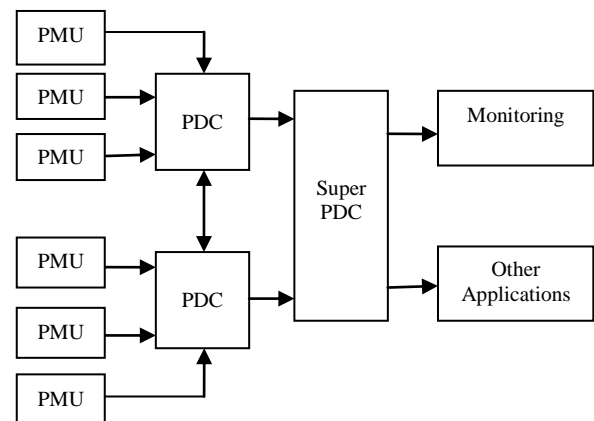 PMU
PMU
PMU
PDC
PMU
PMU
PMU
PDC
Super
PDC
Monitoring
Other
Applications